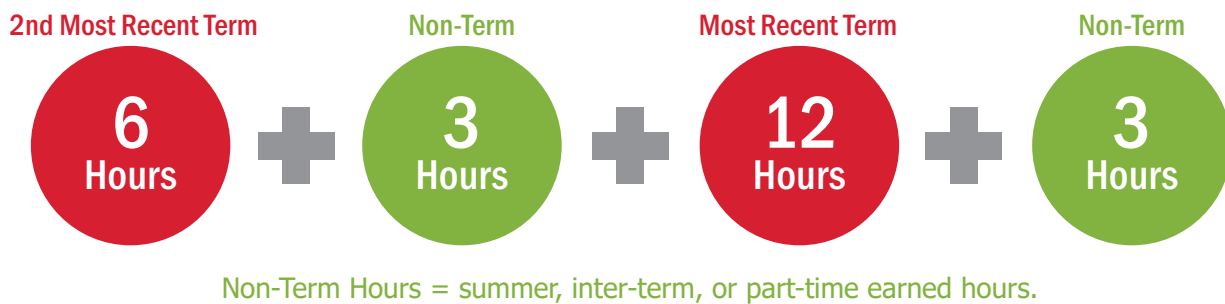 2nd Most Recent Term
Non-Term
Most Recent Term
Non-Term
6
Hours
3
Hours
12
Hours
3
Hours
Non-Term Hours = summer, inter-term, or part-time earned hours.